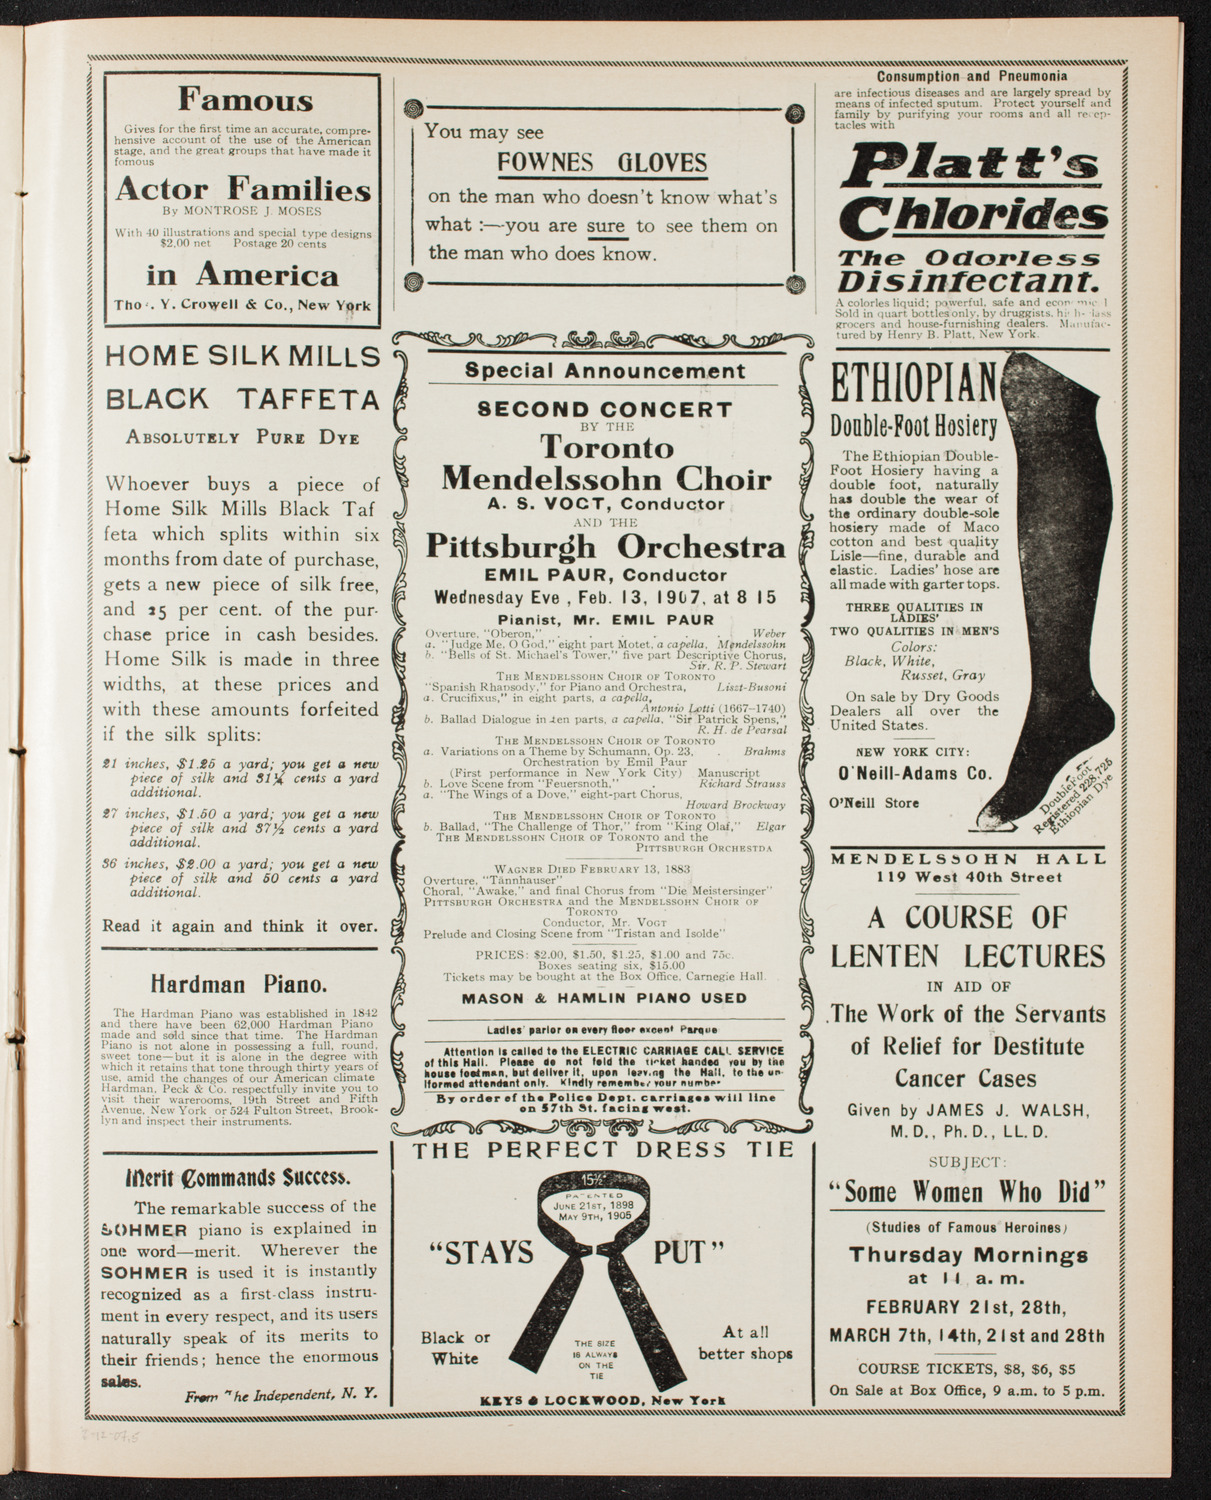 Famous
Gives for the first time an accurate, compre-
hensive account of the use of the American
stage, and the great groups that have made it
fomous
Actor Families
By MONTROSE J. MOSES
With 40 illustrations and special type designs
$2.00 net Postage 20 cents
in America
Tho. Y. Crowell & Co., New York
HOME SILK MILLS
BLACK TAFFETA
ABSOLUTELY PURE DYE
Whoever buys a piece of
Home Silk Mills Black Taf
feta which splits within six
months from date of purchase,
gets a new piece of silk free,
and 25 per cent. of the pur-
chase price in cash besides.
Home Silk is made in three
widths, at these prices and
with these amounts forfeited
if the silk splits:
21 inches, $1.25 a yard; you get a new
piece of silk and 31¼ cents a yard
additional.
27 inches, $1.50 a yard; you get a new
piece of silk and 37½ cents a yard
additional.
36 inches, $2.00 a yard; you get a new
piece of silk and 50 cents a yard
additional.
Read it again and think it over.
Hardman Piano.
The Hardman Piano was established in 1842
and there have been 62,000 Hardman Piano
made and sold since that time. The Hardman
Piano is not alone in possessing a full, round,
sweet tone—but it is alone in the degree with
which it retains that tone through thirty years of
use, amid the changes of our American climate
Hardman, Peck & Co. respectfully invite you to
visit their warerooms, 19th Street and Fifth
Avenue, New York or 524 Fulton Street, Brook-
lyn and inspect their instruments.
Merit Commands Success.
The remarkable success of the
SOHMER piano is explained in
one word—merit. Wherever the
SOHMER is used it is instantly
recognized as a first-class instru-
ment in every respect, and its users
naturally speak of its merits to
their friends; hence the enormous
sales.
From The Independent, N. Y.
You may see
FOWNES GLOVES
on the man who doesn't know what's
what :—you are sure to see them on
the man who does know.
Special Announcement
SECOND CONCERT
BY THE
Toronto
Mendelssohn Choir
A. S. VOGT, Conductor
AND THE
Pittsburgh Orchestra
EMIL PAUR, Conductor
Wednesday Eve , Feb. 13, 1907, at 8 15
Pianist, Mr. EMIL PAUR
Overture, "Oberon," . . . . Weber
a. "Judge Me, O God," eight part Motet, a capella, Mendelssohn
b. "Bells of St. Michael's Tower," five part Descriptive Chorus,
Sir. R. P. Stewart
THE MENDELSSOHN CHOIR OF TORONTO
"Spanish Rhapsody," for Piano and Orchestra, Liszt-Busoni
a. Crucifixus," in eight parts, a capella,
Antonio Lotti (1667–1740)
b. Ballad Dialogue in ten parts, a capella, "Sir Patrick Spens,"
R. H. de Pearsal
THE MENDELSSOHN CHOIR OF TORONTO
a. Variations on a Theme by Schumann, Op. 23, . Brahms
Orchestration by Emil Paur
(First performance in New York City) Manuscript
b. Love Scene from "Feuersnoth," . Richard Strauss
a. "The Wings of a Dove," eight-part Chorus,
Howard Brockway
THE MENDELSSOHN CHOIR OF TORONTO
b. Ballad, "The Challenge of Thor," from "King Olaf," Elgar
THE MENDELSSOHN CHOIR OF TORONTO and the
PITTSBURGH ORCHESTDA
WAGNER DIED FEBRUARY 13, 1883
Overture, "Tännhauser"
Choral, "Awake," and final Chorus from "Die Meistersinger"
PITTSBURGH ORCHESTRA and the MENDELSSOHN CHOIR OF
TORONTO
Conductor, Mr. VOGT
Prelude and Closing Scene from "Tristan and Isolde"
PRICES: $2.00, $1.50, $1.25, $1.00 and 75c.
Boxes seating six, $15.00
Tickets may be bought at the Box Office, Carnegie Hall.
MASON & HAMLIN PIANO USED
Ladies' parlor on every floor except Parque
Attention is called to the ELECTRIC CARRIAGE CALL SERVICE
of this Hall. Please do not fold the ticket handed you by the
house footman, but deliver it, upon leaving the Hall, to the un-
iformed attendant only. Kindly remember your number
By order of the Police Dept. carriages will line
on 57th St. facing west.
THE PERFECT DRESS TIE
15½
PATENTED
JUNE 21ST, 1898
MAY 9TH, 1905
"STAYS PUT"
Black or
White
THE SIZE
IS ALWAYS
ON THE
TIE
At all
better shops
KEYS & LOCKWOOD, New York
Consumption and Pneumonia
are infectious diseases and are largely spread by
means of infected sputum. Protect yourself and
family by purifying your rooms and all recep-
tacles with
Platt's
Chlorides
The Odorless
Disinfectant.
A colorles liquid; powerful, safe and
Sold in quart bottles only, by druggists,
grocers and house-furnishing dealers. Manufac-
tured by Henry B. Platt, New York.
ETHIOPIAN
Double-Foot Hosiery
The Ethiopian Double-
Foot Hosiery having a
double foot, naturally
has double the wear of
the ordinary double-sole
hosiery made of Maco
cotton and best quality
Lisle—fine, durable and
elastic. Ladies' hose are
all made with garter tops.
THREE QUALITIES IN
LADIES'
TWO QUALITIES IN MEN'S
Colors:
Black, White,
Russet, Gray
On sale by Dry Goods
Dealers all over the
United States.
NEW YORK CITY:
O'Neill-Adams Co.
O'Neill Store
DoubleFoot
Registered 228,725
Ethiopian Dye
MENDELSSOHN HALL
119 West 40th Street
A COURSE OF
LENTEN LECTURES
IN AID OF
The Work of the Servants
of Relief for Destitute
Cancer Cases
Given by JAMES J. WALSH,
M. D., Ph. D., LL. D.
SUBJECT:
"Some Women Who Did"
(Studies of Famous Heroines)
Thursday Mornings
at 11 a. m.
FEBRUARY 21st, 28th,
MARCH 7th, 14th, 21st and 28th
COURSE TICKETS, $8, $6, $5
On Sale at Box Office, 9 a.m. to 5 p.m.
2-12-07,5